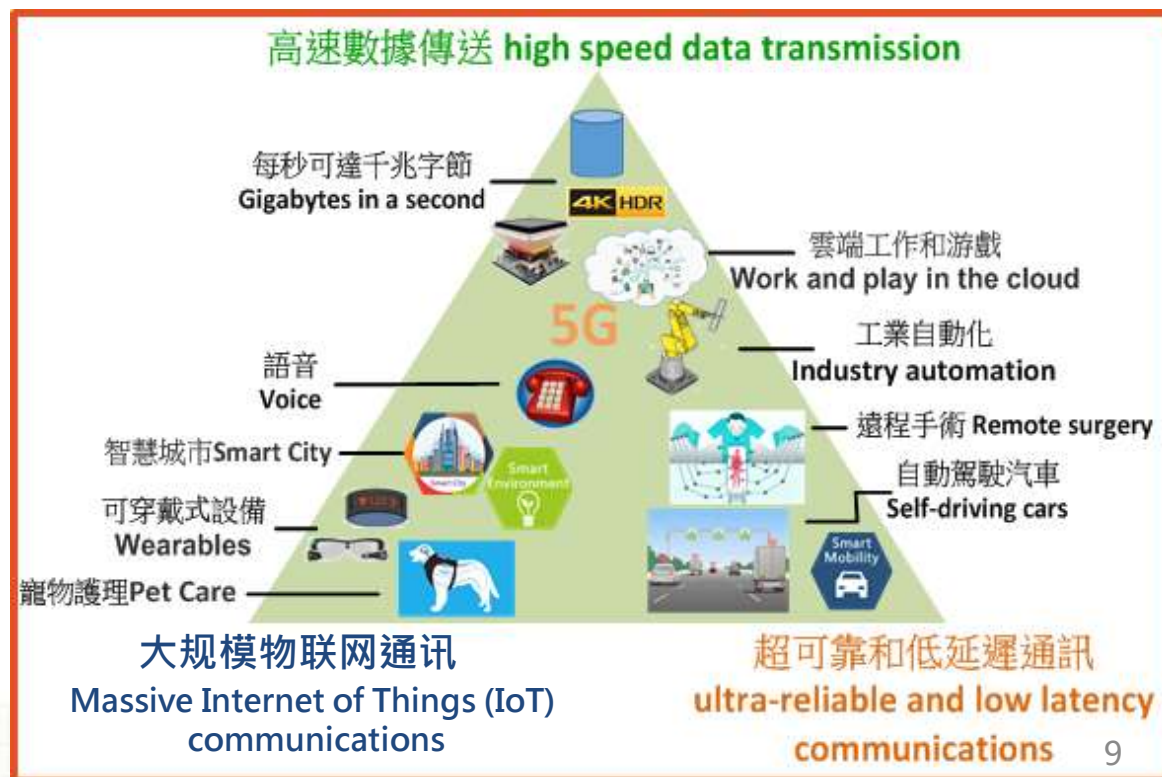 高速數據傳送 high speed data transmission
每秒可達千兆字節
Gigabytes in a second
4K HDR
雲端工作和游戲
Work and play in the cloud
5G
工業自動化
Industry automation
語音
Voice
遠程手術 Remote surgery
智慧城市Smart City
Smart City
Smart
Environment
自動駕駛汽車
Self-driving cars
可穿戴式設備
Wearables
Smart
Mobility
寵物護理Pet Care
大规模物联网通讯
Massive Internet of Things (IoT)
communications
超可靠和低延遲通訊
ultra-reliable and low latency
communications
9